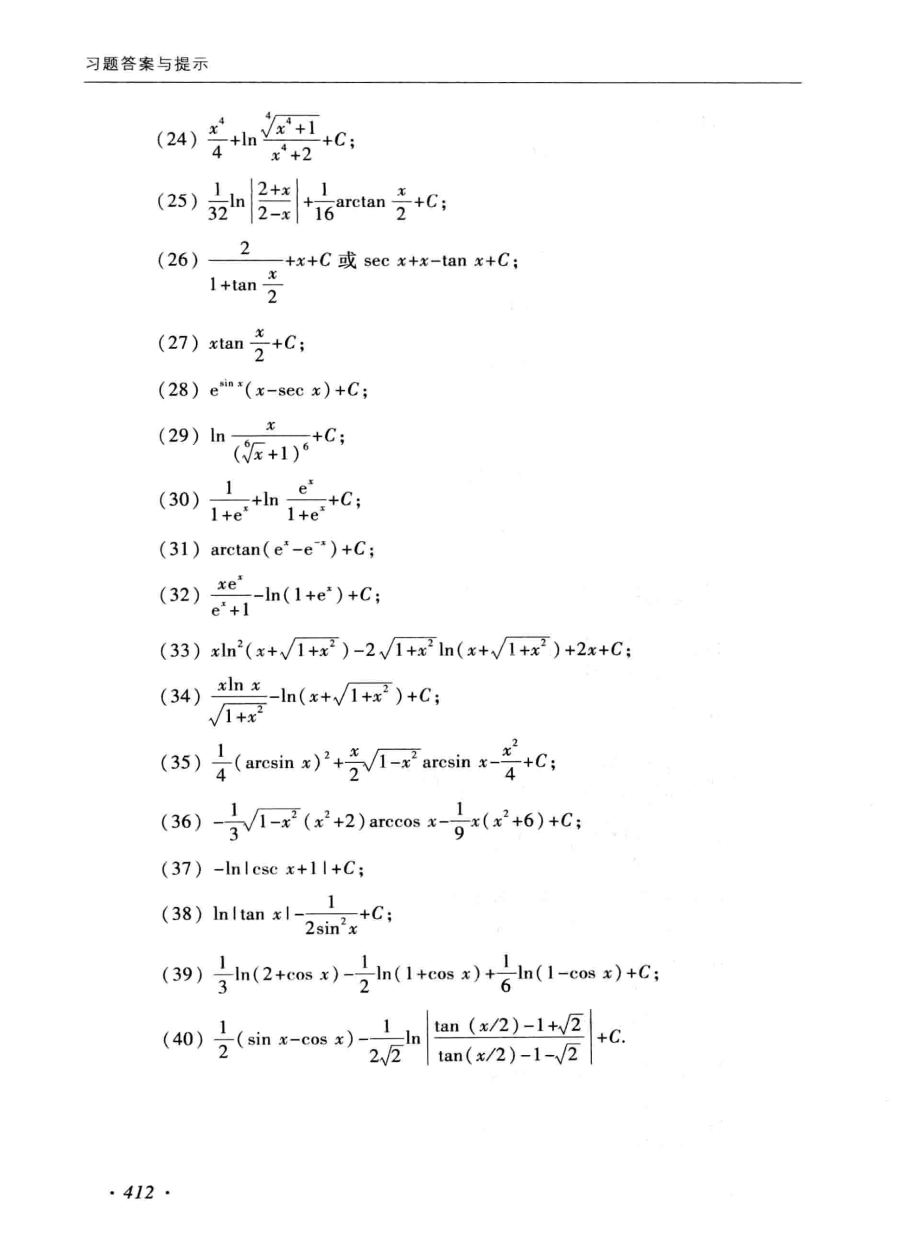 习题答案与提示
(24) $\frac{x^4}{4}+\ln\frac{\sqrt[4]{x^4+1}}{x^4+2}+C$;
(25) $\frac{1}{32}\ln\left|\frac{2+x}{2-x}\right|+\frac{1}{16}\arctan\frac{x}{2}+C$;
(26) $\frac{2}{1+\tan\frac{x}{2}}+x+C$ 或 $\sec x+x-\tan x+C$;
(27) $x\tan\frac{x}{2}+C$;
(28) $e^{\sin x}(x-\sec x)+C$;
(29) $\ln\frac{x}{(\sqrt[6]{x}+1)^6}+C$;
(30) $\frac{1}{1+e^x}+\ln\frac{e^x}{1+e^x}+C$;
(31) $\arctan(e^x-e^{-x})+C$;
(32) $\frac{xe^x}{e^x+1}-\ln(1+e^x)+C$;
(33) $x\ln^2(x+\sqrt{1+x^2})-2\sqrt{1+x^2}\ln(x+\sqrt{1+x^2})+2x+C$;
(34) $\frac{x\ln x}{\sqrt{1+x^2}}-\ln(x+\sqrt{1+x^2})+C$;
(35) $\frac{1}{4}(\arcsin x)^2+\frac{x}{2}\sqrt{1-x^2}\arcsin x-\frac{x^2}{4}+C$;
(36) $-\frac{1}{3}\sqrt{1-x^2}(x^2+2)\arccos x-\frac{1}{9}x(x^2+6)+C$;
(37) $-\ln|\csc x+1|+C$;
(38) $\ln|\tan x|-\frac{1}{2\sin^2 x}+C$;
(39) $\frac{1}{3}\ln(2+\cos x)-\frac{1}{2}\ln(1+\cos x)+\frac{1}{6}\ln(1-\cos x)+C$;
(40) $\frac{1}{2}(\sin x-\cos x)-\frac{1}{2\sqrt{2}}\ln\left|\frac{\tan(x/2)-1+\sqrt{2}}{\tan(x/2)-1-\sqrt{2}}\right|+C$.
· 412 ·